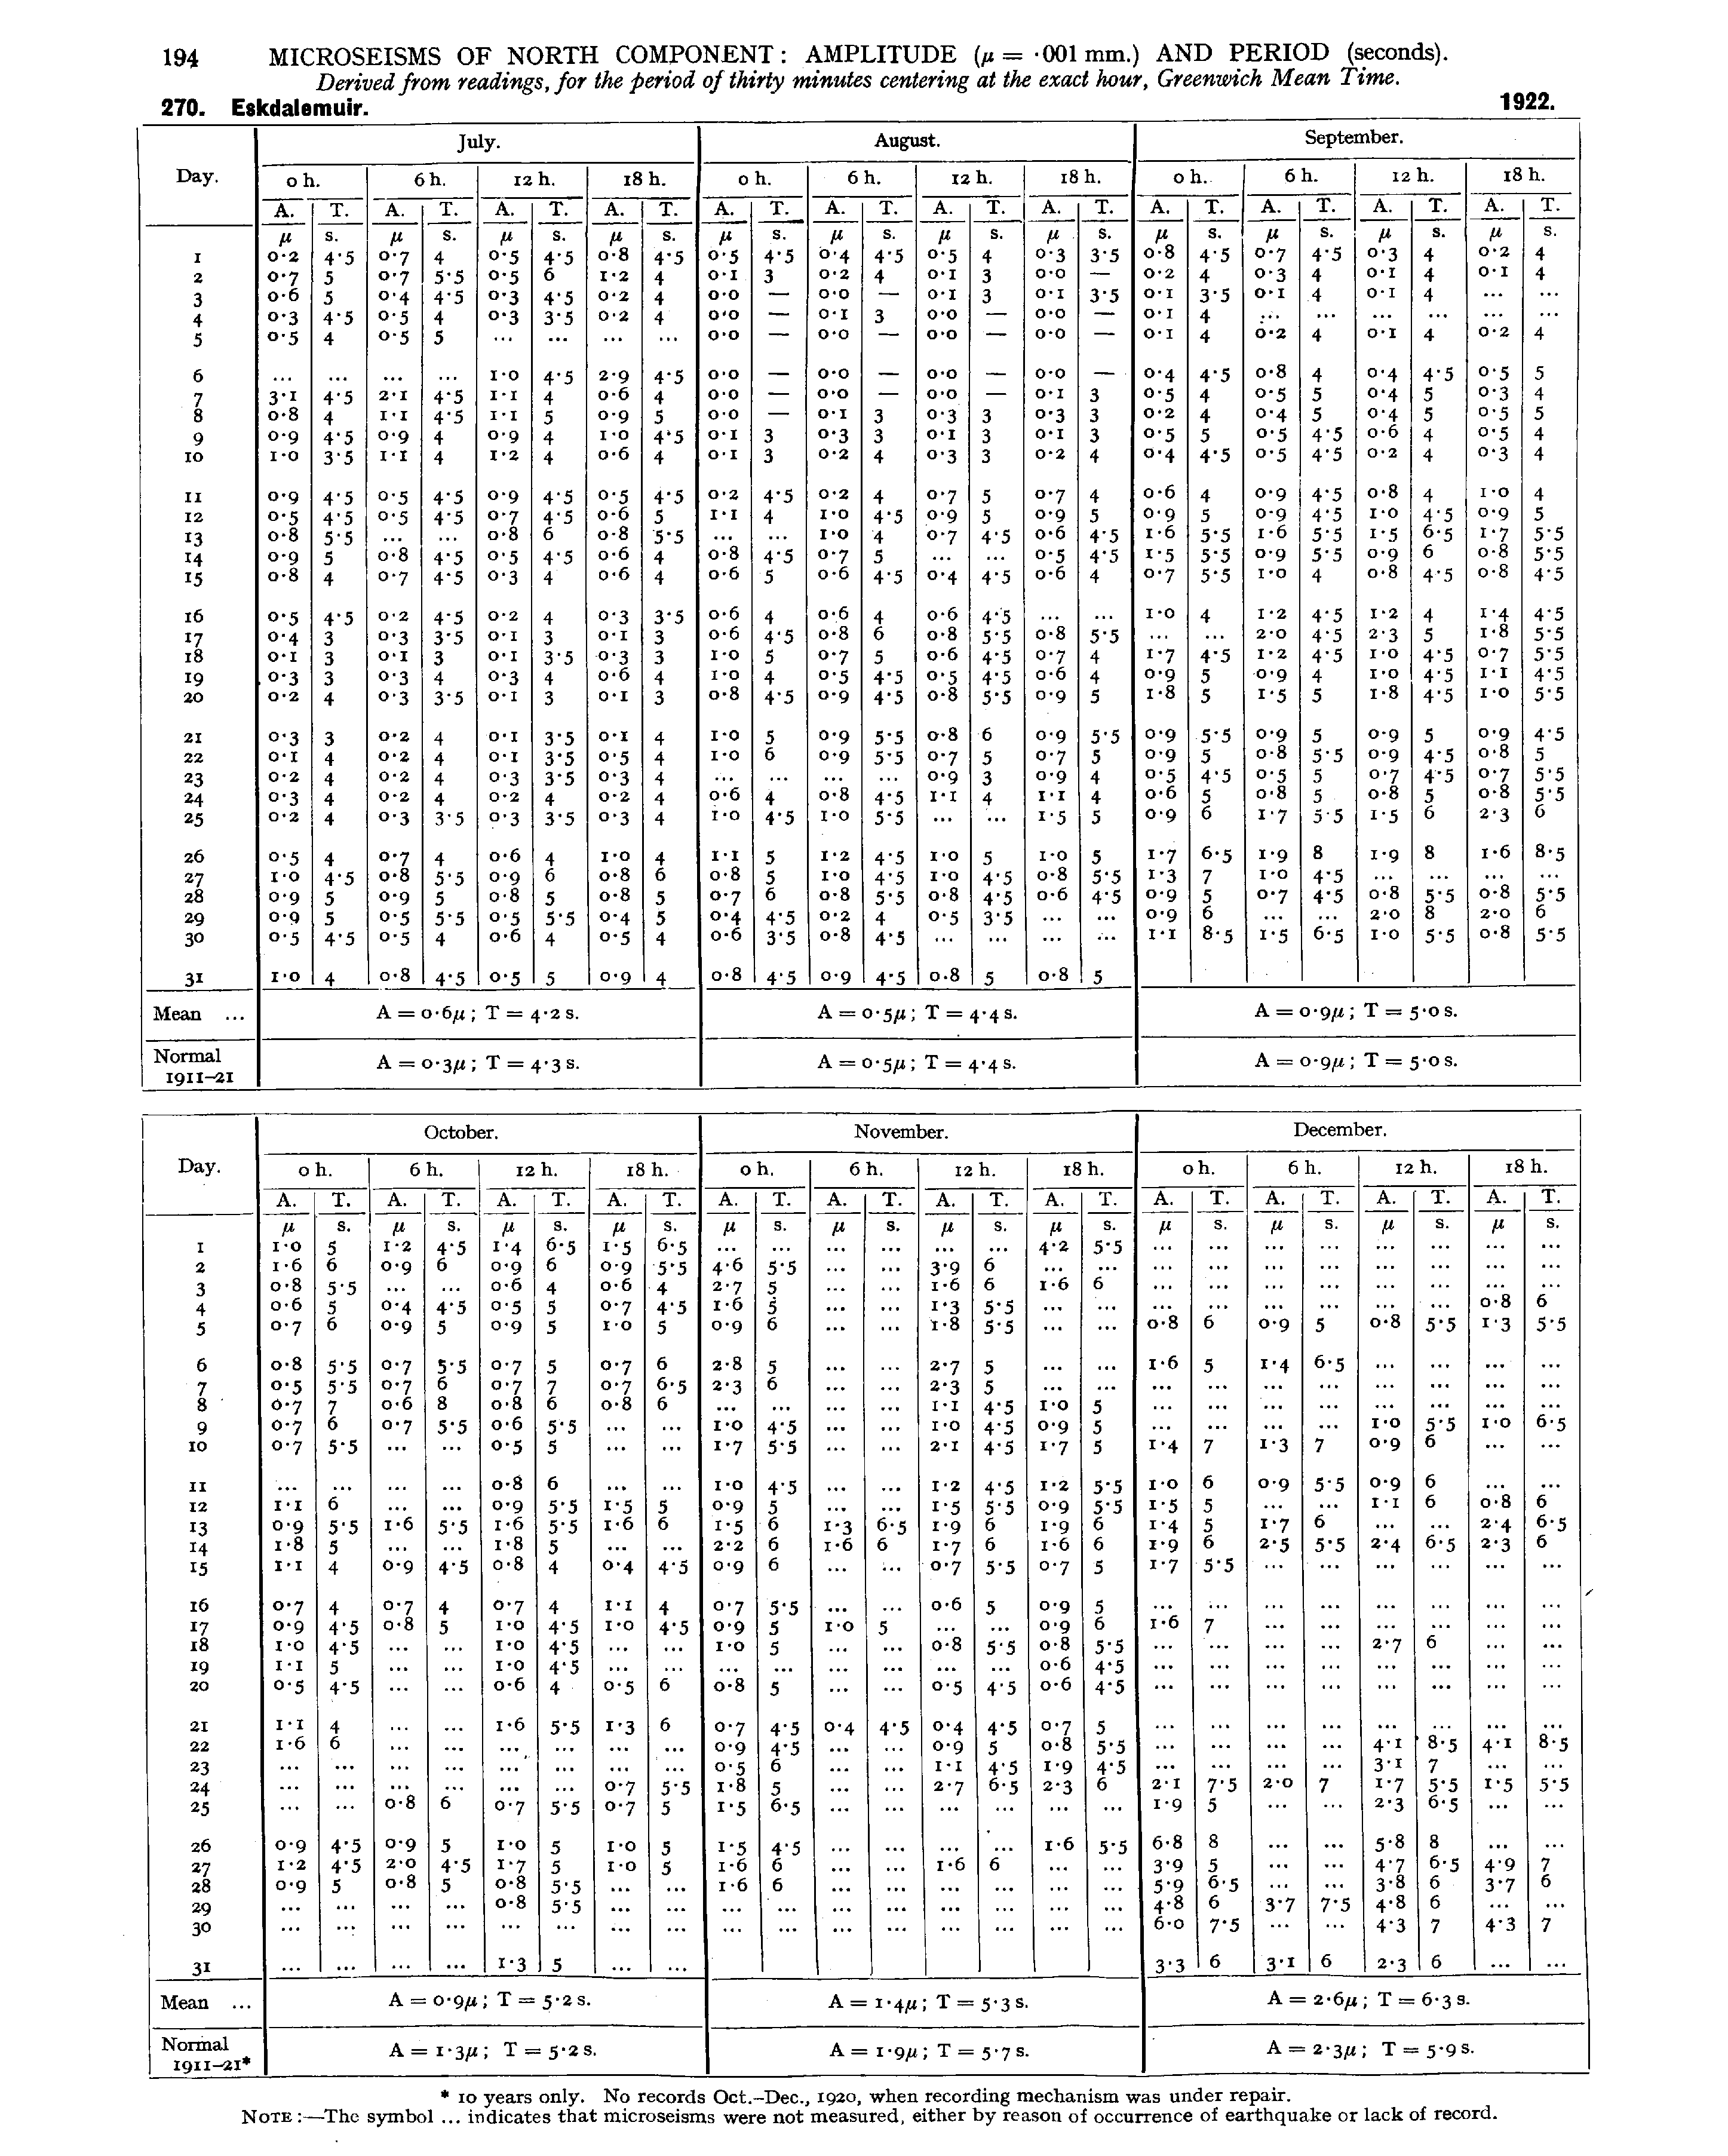 194 MICROSEISMS OF NORTH COMPONENT: AMPLITUDE (μ = ·001 mm.) AND PERIOD (seconds).
Derived from readings, for the period of thirty minutes centering at the exact hour, Greenwich Mean Time.
270. Eskdalemuir. 1922.
Day. July. August. September.
0 h. 6 h. 12 h. 18 h. 0 h. 6 h. 12 h. 18 h. 0 h. 6 h. 12 h. 18 h.
A. T. A. T. A. T. A. T. A. T. A. T. A. T. A. T. A. T. A. T. A. T. A. T.
μ s. μ s. μ s. μ s. μ s. μ s. μ s. μ s. μ s. μ s. μ s. μ s.
1 0·2 4·5 0·7 4 0·5 4·5 0·8 4·5 0·5 4·5 0·4 4·5 0·5 4 0·3 3·5 0·8 4·5 0·7 4·5 0·3 4 0·2 4
2 0·7 5 0·7 5·5 0·5 6 1·2 4 0·1 3 0·2 4 0·1 3 0·0 — 0·2 4 0·3 4 0·1 4 0·1 4
3 0·6 5 0·4 4·5 0·3 4·5 0·2 4 0·0 — 0·0 — 0·1 3 0·1 3·5 0·1 3·5 0·1 4 0·1 4 ... ...
4 0·3 4·5 0·5 4 0·3 3·5 0·2 4 0·0 — 0·1 3 0·0 — 0·0 — 0·1 4 ... ... ... ... ... ...
5 0·5 4 0·5 5 ... ... ... ... 0·0 — 0·0 — 0·0 — 0·0 — 0·1 4 0·2 4 0·1 4 0·2 4
6 ... ... ... ... 1·0 4·5 2·9 4·5 0·0 — 0·0 — 0·0 — 0·0 — 0·4 4·5 0·8 4 0·4 4·5 0·5 5
7 3·1 4·5 2·1 4·5 1·1 4 0·6 4 0·0 — 0·0 — 0·0 — 0·1 3 0·5 4 0·5 5 0·4 5 0·3 4
8 0·8 4 1·1 4·5 1·1 5 0·9 5 0·0 — 0·1 3 0·3 3 0·3 3 0·2 4 0·4 5 0·4 5 0·5 5
9 0·9 4·5 0·9 4 0·9 4 1·0 4·5 0·1 3 0·3 3 0·1 3 0·1 3 0·5 5 0·5 4·5 0·6 4 0·5 4
10 1·0 3·5 1·1 4 1·2 4 0·6 4 0·1 3 0·2 4 0·3 3 0·2 4 0·4 4·5 0·5 4·5 0·2 4 0·3 4
11 0·9 4·5 0·5 4·5 0·9 4·5 0·5 4·5 0·2 4·5 0·2 4 0·7 5 0·7 4 0·6 4 0·9 4·5 0·8 4 1·0 4
12 0·5 4·5 0·5 4·5 0·7 4·5 0·6 5 1·1 4 1·0 4·5 0·9 5 0·9 5 0·9 5 0·9 4·5 1·0 4·5 0·9 5
13 0·8 5·5 ... ... 0·8 6 0·8 5·5 ... ... 1·0 4 0·7 4·5 0·6 4·5 1·6 5·5 1·6 5·5 1·5 6·5 1·7 5·5
14 0·9 5 0·8 4·5 0·5 4·5 0·6 4 0·8 4·5 0·7 5 ... ... 0·5 4·5 1·5 5·5 0·9 5·5 0·9 6 0·8 5·5
15 0·8 4 0·7 4·5 0·3 4 0·6 4 0·6 5 0·6 4·5 0·4 4·5 0·6 4 0·7 5·5 1·0 4 0·8 4·5 0·8 4·5
16 0·5 4·5 0·2 4·5 0·2 4 0·3 3·5 0·6 4 0·6 4 0·6 4·5 ... ... 1·0 4 1·2 4·5 1·2 4 1·4 4·5
17 0·4 3 0·3 3·5 0·1 3 0·1 3 0·6 4·5 0·8 6 0·8 5·5 0·8 5·5 ... ... 2·0 4·5 2·3 5 1·8 5·5
18 0·1 3 0·1 3 0·1 3·5 0·3 3 1·0 5 0·7 5 0·6 4·5 0·7 4 1·7 4·5 1·2 4·5 1·0 4·5 0·7 5·5
19 0·3 3 0·3 4 0·3 4 0·6 4 1·0 4 0·5 4·5 0·5 4·5 0·6 4 0·9 5 0·9 4 1·0 4·5 1·1 4·5
20 0·2 4 0·3 3·5 0·1 3 0·1 3 0·8 4·5 0·9 4·5 0·8 5·5 0·9 5 1·8 5 1·5 5 1·8 4·5 1·0 5·5
21 0·3 3 0·2 4 0·1 3·5 0·1 4 1·0 5 0·9 5·5 0·8 6 0·9 5·5 0·9 5·5 0·9 5 0·9 5 0·9 4·5
22 0·1 4 0·2 4 0·1 3·5 0·5 4 1·0 6 0·9 5·5 0·7 5 0·7 5 0·9 5 0·8 5·5 0·9 4·5 0·8 5
23 0·2 4 0·2 4 0·3 3·5 0·3 4 ... ... ... ... 0·9 3 0·9 4 0·5 4·5 0·5 5 0·7 4·5 0·7 5·5
24 0·3 4 0·2 4 0·2 4 0·2 4 0·6 4 0·8 4·5 1·1 4 1·1 4 0·6 5 0·8 5 0·8 5 0·8 5·5
25 0·2 4 0·3 3·5 0·3 3·5 0·3 4 1·0 4·5 1·0 5·5 ... ... 1·5 5 0·9 6 1·7 5·5 1·5 6 2·3 6
26 0·5 4 0·7 4 0·6 4 1·0 4 1·1 5 1·2 4·5 1·0 5 1·0 5 1·7 6·5 1·9 8 1·9 8 1·6 8·5
27 1·0 4·5 0·8 5·5 0·9 6 0·8 6 0·8 5 1·0 4·5 1·0 4·5 0·8 5·5 1·3 7 1·0 4·5 ... ... ... ...
28 0·9 5 0·9 5 0·8 5 0·8 5 0·7 6 0·8 5·5 0·8 4·5 0·6 4·5 0·9 5 0·7 4·5 0·8 5·5 0·8 5·5
29 0·9 5 0·5 5·5 0·5 5·5 0·4 5 0·4 4·5 0·2 4 0·5 3·5 ... ... 0·9 6 ... ... 2·0 8 2·0 6
30 0·5 4·5 0·5 4 0·6 4 0·5 4 0·6 3·5 0·8 4·5 ... ... ... ... 1·1 8·5 1·5 6·5 1·0 5·5 0·8 5·5
31 1·0 4 0·8 4·5 0·5 5 0·9 4 0·8 4·5 0·9 4·5 0·8 5 0·8 5
Mean ... A = 0·6μ; T = 4·2 s. A = 0·5μ; T = 4·4 s. A = 0·9μ; T = 5·0 s.
Normal
1911–21 A = 0·3μ; T = 4·3 s. A = 0·5μ; T = 4·4 s. A = 0·9μ; T = 5·0 s.
Day. October. November. December.
0 h. 6 h. 12 h. 18 h. 0 h. 6 h. 12 h. 18 h. 0 h. 6 h. 12 h. 18 h.
A. T. A. T. A. T. A. T. A. T. A. T. A. T. A. T. A. T. A. T. A. T. A. T.
μ s. μ s. μ s. μ s. μ s. μ s. μ s. μ s. μ s. μ s. μ s. μ s.
1 1·0 5 1·2 4·5 1·4 6·5 1·5 6·5 ... ... ... ... ... ... 4·2 5·5 ... ... ... ... ... ... ... ...
2 1·6 6 0·9 6 0·9 6 0·9 5·5 4·6 5·5 ... ... 3·9 6 ... ... ... ... ... ... ... ... ... ...
3 0·8 5·5 ... ... 0·6 4 0·6 4 2·7 5 ... ... 1·6 6 1·6 6 ... ... ... ... ... ... ... ...
4 0·6 5 0·4 4·5 0·5 5 0·7 4·5 1·6 5 ... ... 1·3 5·5 ... ... ... ... ... ... ... ... 0·8 6
5 0·7 6 0·9 5 0·9 5 1·0 5 0·9 6 ... ... 1·8 5·5 ... ... 0·8 6 0·9 5 0·8 5·5 1·3 5·5
6 0·8 5·5 0·7 5·5 0·7 5 0·7 6 2·8 5 ... ... 2·7 5 ... ... 1·6 5 1·4 6·5 ... ... ... ...
7 0·5 5·5 0·7 6 0·7 7 0·7 6·5 2·3 6 ... ... 2·3 5 ... ... ... ... ... ... ... ... ... ...
8 0·7 7 0·6 8 0·8 6 0·8 6 ... ... ... ... 1·1 4·5 1·0 5 ... ... ... ... ... ... ... ...
9 0·7 6 0·7 5·5 0·6 5·5 ... ... 1·0 4·5 ... ... 1·0 4·5 0·9 5 ... ... ... ... 1·0 5·5 1·0 6·5
10 0·7 5·5 ... ... 0·5 5 ... ... 1·7 5·5 ... ... 2·1 4·5 1·7 5 1·4 7 1·3 7 0·9 6 ... ...
11 ... ... ... ... 0·8 6 ... ... 1·0 4·5 ... ... 1·2 4·5 1·2 5·5 1·0 6 0·9 5·5 0·9 6 ... ...
12 1·1 6 ... ... 0·9 5·5 1·5 5 0·9 5 ... ... 1·5 5·5 0·9 5·5 1·5 5 ... ... 1·1 6 0·8 6
13 0·9 5·5 1·6 5·5 1·6 5·5 1·6 6 1·5 6 1·3 6·5 1·9 6 1·9 6 1·4 5 1·7 6 ... ... 2·4 6·5
14 1·8 5 ... ... 1·8 5 ... ... 2·2 6 1·6 6 1·7 6 1·6 6 1·9 6 2·5 5·5 2·4 6·5 2·3 6
15 1·1 4 0·9 4·5 0·8 4 0·4 4·5 0·9 6 ... ... 0·7 5·5 0·7 5 1·7 5·5 ... ... ... ... ... ...
16 0·7 4 0·7 4 0·7 4 1·1 4 0·7 5·5 ... ... 0·6 5 0·9 5 ... ... ... ... ... ... ... ...
17 0·9 4·5 0·8 5 1·0 4·5 1·0 4·5 0·9 5 1·0 5 ... ... 0·9 6 1·6 7 ... ... ... ... ... ...
18 1·0 4·5 ... ... 1·0 4·5 ... ... 1·0 5 ... ... 0·8 5·5 0·8 5·5 ... ... ... ... 2·7 6 ... ...
19 1·1 5 ... ... 1·0 4·5 ... ... ... ... ... ... ... ... 0·6 4·5 ... ... ... ... ... ... ... ...
20 0·5 4·5 ... ... 0·6 4 0·5 6 0·8 5 ... ... 0·5 4·5 0·6 4·5 ... ... ... ... ... ... ... ...
21 1·1 4 ... ... 1·6 5·5 1·3 6 0·7 4·5 0·4 4·5 0·4 4·5 0·7 5 ... ... ... ... ... ... ... ...
22 1·6 6 ... ... ... ... ... ... 0·9 4·5 ... ... 0·9 5 0·8 5·5 ... ... ... ... 4·1 8·5 4·1 8·5
23 ... ... ... ... ... ... ... ... 0·5 6 ... ... 1·1 4·5 1·9 4·5 ... ... ... ... 3·1 7 ... ...
24 ... ... ... ... ... ... 0·7 5·5 1·8 5 ... ... 2·7 6·5 2·3 6 2·1 7·5 2·0 7 1·7 5·5 1·5 5·5
25 ... ... 0·8 6 0·7 5·5 0·7 5 1·5 6·5 ... ... ... ... ... ... 1·9 5 ... ... 2·3 6·5 ... ...
26 0·9 4·5 0·9 5 1·0 5 1·0 5 1·5 4·5 ... ... ... ... 1·6 5·5 6·8 8 ... ... 5·8 8 ... ...
27 1·2 4·5 2·0 4·5 1·7 5 1·0 5 1·6 6 ... ... 1·6 6 ... ... 3·9 5 ... ... 4·7 6·5 4·9 7
28 0·9 5 0·8 5 0·8 5·5 ... ... 1·6 6 ... ... ... ... ... ... 5·9 6·5 ... ... 3·8 6 3·7 6
29 ... ... ... ... 0·8 5·5 ... ... ... ... ... ... ... ... ... ... 4·8 6 3·7 7·5 4·8 6 ... ...
30 ... ... ... ... ... ... ... ... ... ... ... ... ... ... ... ... 6·0 7·5 ... ... 4·3 7 4·3 7
31 ... ... ... ... 1·3 5 ... ... 3·3 6 3·1 6 2·3 6 ... ...
Mean ... A = 0·9μ; T = 5·2 s. A = 1·4μ; T = 5·3 s. A = 2·6μ; T = 6·3 s.
Normal
1911–21* A = 1·3μ; T = 5·2 s. A = 1·9μ; T = 5·7 s. A = 2·3μ; T = 5·9 s.
* 10 years only. No records Oct.–Dec., 1920, when recording mechanism was under repair.
NOTE:—The symbol ... indicates that microseisms were not measured, either by reason of occurrence of earthquake or lack of record.